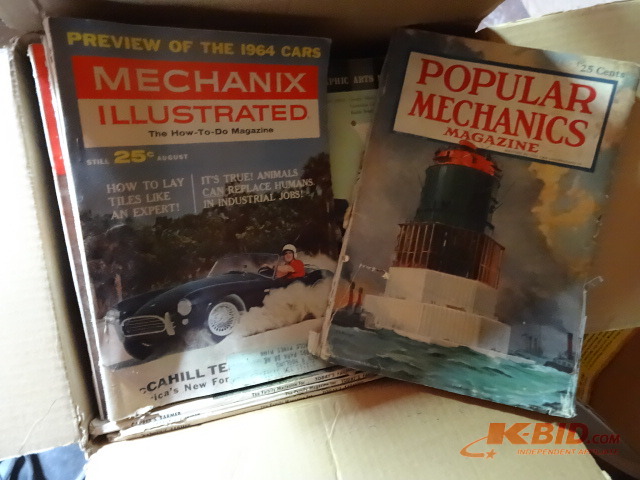 PREVIEW OF THE 1964 CARS
MECHANIX
ILLUSTRATED
The How-To-Do Magazine
STILL 25¢ AUGUST
HOW TO LAY
TILES LIKE
AN EXPERT!
IT'S TRUE! ANIMALS
CAN REPLACE HUMANS
IN INDUSTRIAL JOBS!
CAHILL TE
ica's New For
PHIC ARTS
25 Cents
POPULAR
MECHANICS
MAGAZINE
K-BID.COM